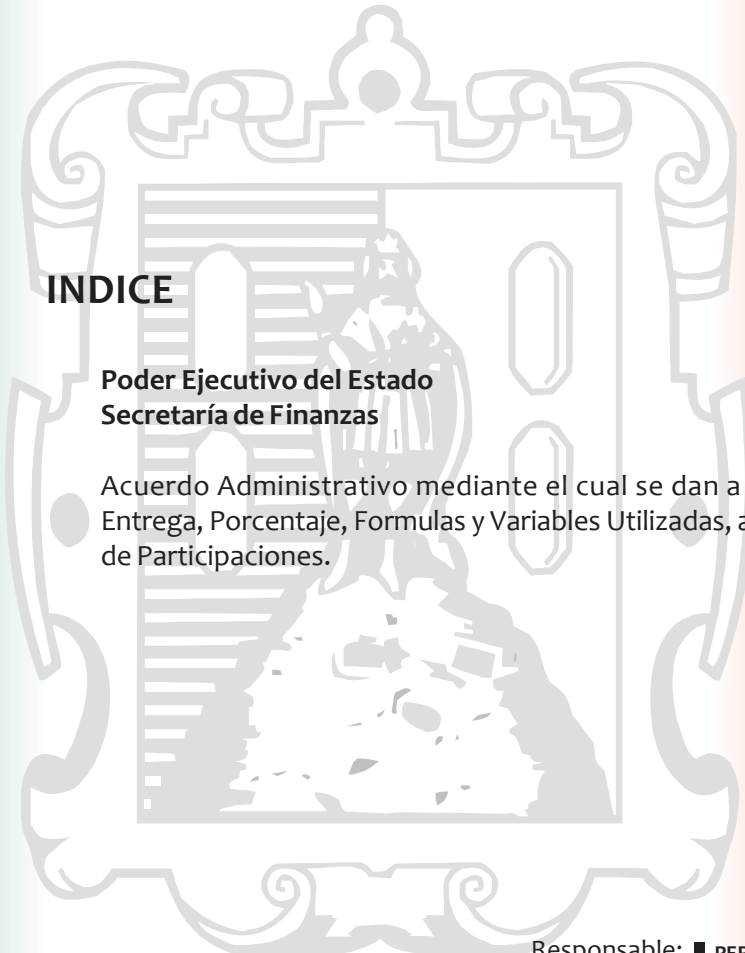 INDICE
Poder Ejecutivo del Estado
Secretaría de Finanzas
Acuerdo Administrativo mediante el cual se dan a
Entrega, Porcentaje, Formulas y Variables Utilizadas,
de Participaciones.
Responsable: